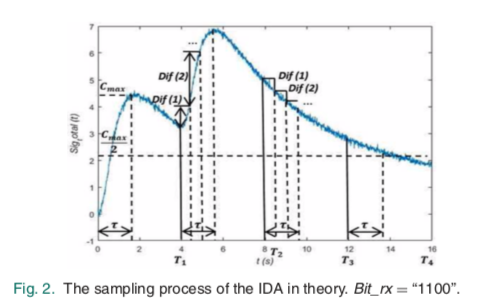 7
6
5
4
3
2
1
0
-1
Sig_total (t)
C_max
C_max
2
Dif (1)
Dif (2)
...
Dif (1)
Dif (2)
...
τ
τ
τ
τ
0 2 4 6 8 10 12 14 16
T_1 T_2 T_3 T_4
t (s)
Fig. 2. The sampling process of the IDA in theory. Bit_rx = “1100”.